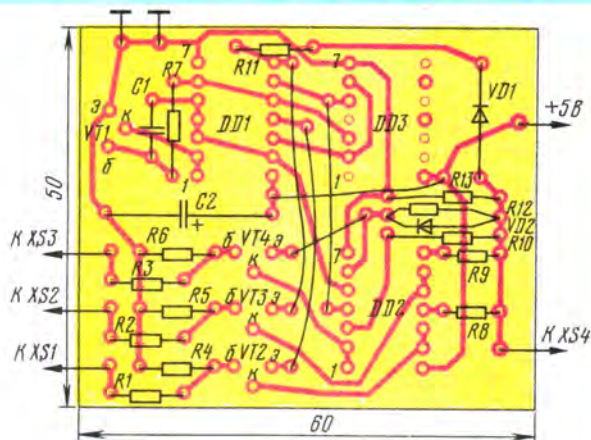 7
R11
7
C1
R7
VD1
+5В
э
к
DD1
DD3
VT1
б
1
1
R13
C2
+
R12
VD2
R10
R6
б VT4 э
7
К XS3
R3
к
R9
R5
б VT3 э
DD2
К XS2
R2
к
R8
R4
б VT2 э
К XS1
1
К XS4
R1
к
50
60